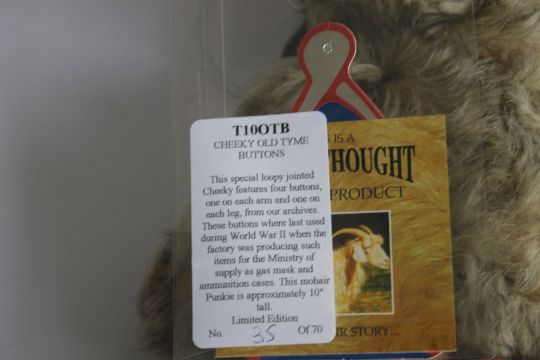 T10OTB
CHEEKY OLD TYME
BUTTONS
This special loopy jointed
Cheeky features four buttons,
one on each arm and one on
each leg, from our archives.
These buttons where last used
during World War II when the
factory was producing such
items for the Ministry of
supply as gas mask and
ammunition cases. This mohair
Punkie is approximately 10"
tall.
Limited Edition
No. 35 Of 70
IS A
THOUGHT
PRODUCT
STORY...